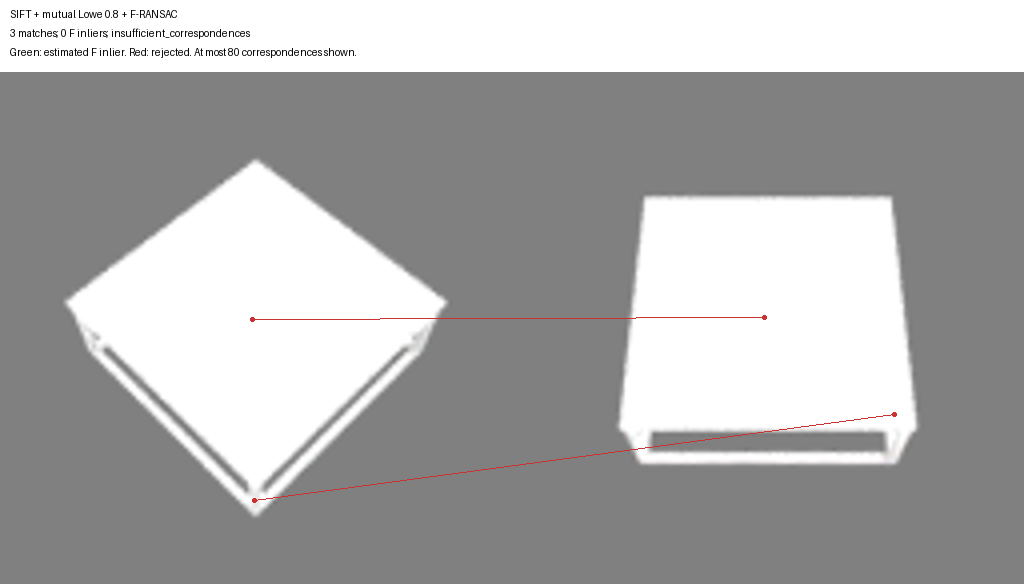 SIFT + mutual Lowe 0.8 + F-RANSAC
3 matches; 0 F inliers; insufficient_correspondences
Green: estimated F inlier. Red: rejected. At most 80 correspondences shown.